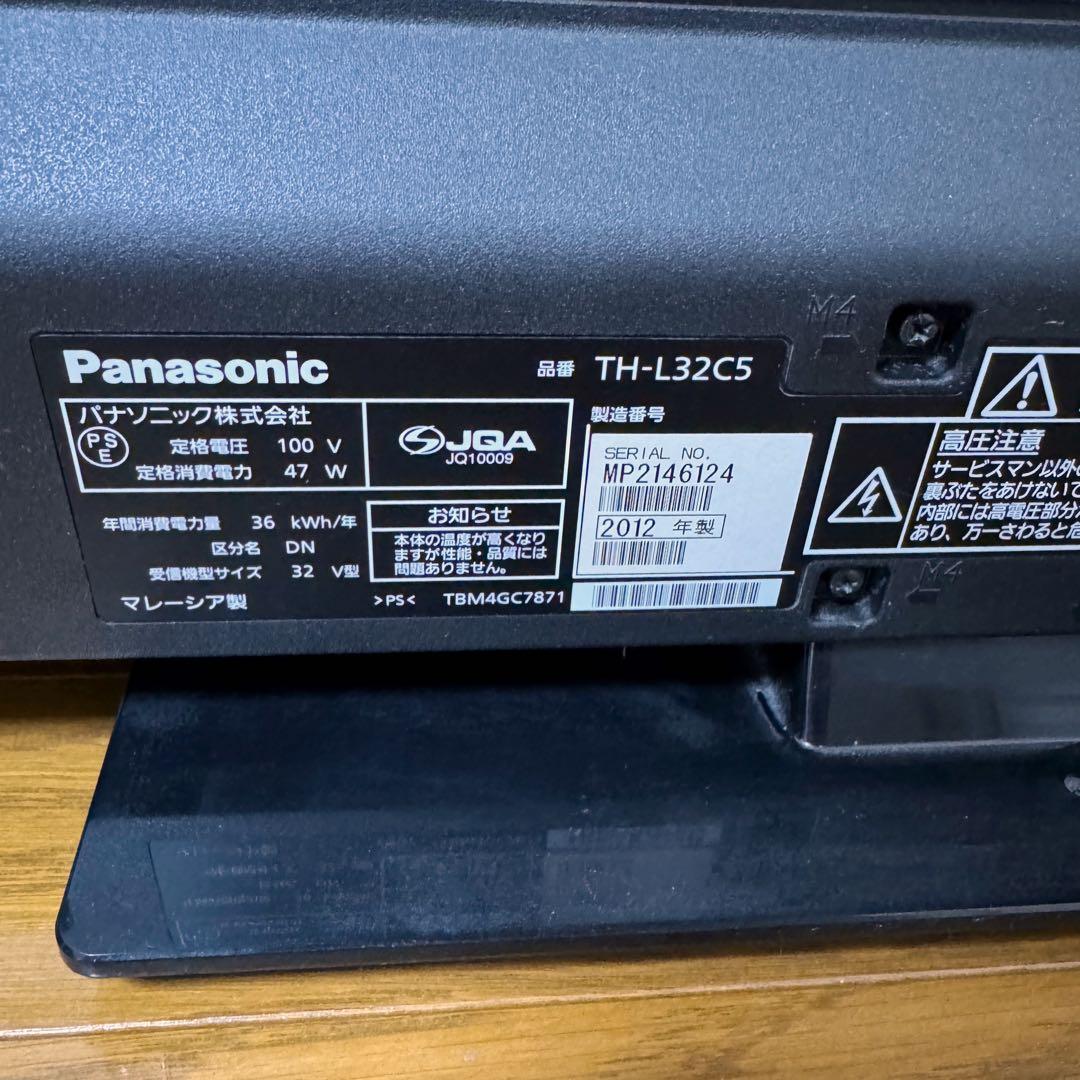 Panasonic
品番 TH-L32C5
パナソニック株式会社
PSE
定格電圧 100 V
定格消費電力 47 W
JQA
JQ10009
年間消費電力量 36 kWh/年
区分名 DN
受信機型サイズ 32 V型
マレーシア製
お知らせ
本体の温度が高くなり
ますが性能・品質には
問題ありません。
>PS< TBM4GC7871
製造番号
SERIAL NO.
MP2146124
2012 年製
M4
高圧注意
サービスマン以外の
裏ぶたをあけないで
内部には高電圧部分が
あり、万一さわると危
M4